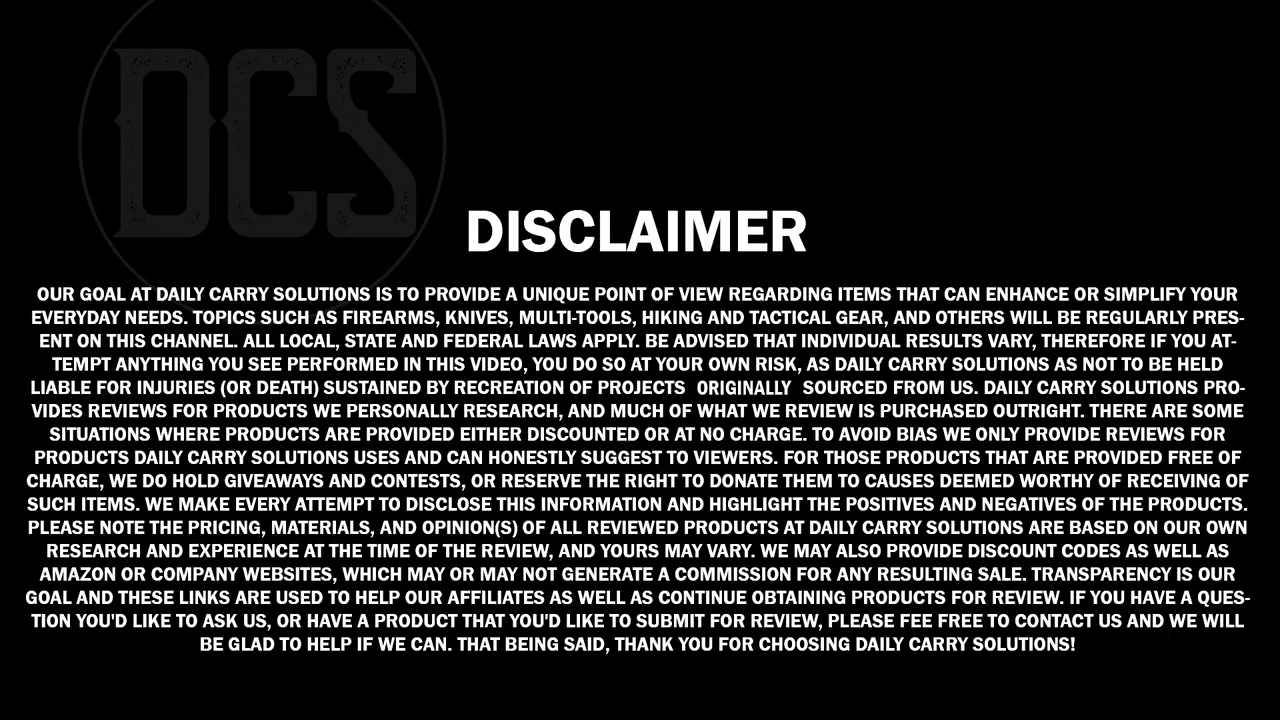 DCS
DISCLAIMER
OUR GOAL AT DAILY CARRY SOLUTIONS IS TO PROVIDE A UNIQUE POINT OF VIEW REGARDING ITEMS THAT CAN ENHANCE OR SIMPLIFY YOUR
EVERYDAY NEEDS. TOPICS SUCH AS FIREARMS, KNIVES, MULTI-TOOLS, HIKING AND TACTICAL GEAR, AND OTHERS WILL BE REGULARLY PRES-
ENT ON THIS CHANNEL. ALL LOCAL, STATE AND FEDERAL LAWS APPLY. BE ADVISED THAT INDIVIDUAL RESULTS VARY, THEREFORE IF YOU AT-
TEMPT ANYTHING YOU SEE PERFORMED IN THIS VIDEO, YOU DO SO AT YOUR OWN RISK, AS DAILY CARRY SOLUTIONS AS NOT TO BE HELD
LIABLE FOR INJURIES (OR DEATH) SUSTAINED BY RECREATION OF PROJECTS ORIGINALLY SOURCED FROM US. DAILY CARRY SOLUTIONS PRO-
VIDES REVIEWS FOR PRODUCTS WE PERSONALLY RESEARCH, AND MUCH OF WHAT WE REVIEW IS PURCHASED OUTRIGHT. THERE ARE SOME
SITUATIONS WHERE PRODUCTS ARE PROVIDED EITHER DISCOUNTED OR AT NO CHARGE. TO AVOID BIAS WE ONLY PROVIDE REVIEWS FOR
PRODUCTS DAILY CARRY SOLUTIONS USES AND CAN HONESTLY SUGGEST TO VIEWERS. FOR THOSE PRODUCTS THAT ARE PROVIDED FREE OF
CHARGE, WE DO HOLD GIVEAWAYS AND CONTESTS, OR RESERVE THE RIGHT TO DONATE THEM TO CAUSES DEEMED WORTHY OF RECEIVING OF
SUCH ITEMS. WE MAKE EVERY ATTEMPT TO DISCLOSE THIS INFORMATION AND HIGHLIGHT THE POSITIVES AND NEGATIVES OF THE PRODUCTS.
PLEASE NOTE THE PRICING, MATERIALS, AND OPINION(S) OF ALL REVIEWED PRODUCTS AT DAILY CARRY SOLUTIONS ARE BASED ON OUR OWN
RESEARCH AND EXPERIENCE AT THE TIME OF THE REVIEW, AND YOURS MAY VARY. WE MAY ALSO PROVIDE DISCOUNT CODES AS WELL AS
AMAZON OR COMPANY WEBSITES, WHICH MAY OR MAY NOT GENERATE A COMMISSION FOR ANY RESULTING SALE. TRANSPARENCY IS OUR
GOAL AND THESE LINKS ARE USED TO HELP OUR AFFILIATES AS WELL AS CONTINUE OBTAINING PRODUCTS FOR REVIEW. IF YOU HAVE A QUES-
TION YOU'D LIKE TO ASK US, OR HAVE A PRODUCT THAT YOU'D LIKE TO SUBMIT FOR REVIEW, PLEASE FEE FREE TO CONTACT US AND WE WILL
BE GLAD TO HELP IF WE CAN. THAT BEING SAID, THANK YOU FOR CHOOSING DAILY CARRY SOLUTIONS!